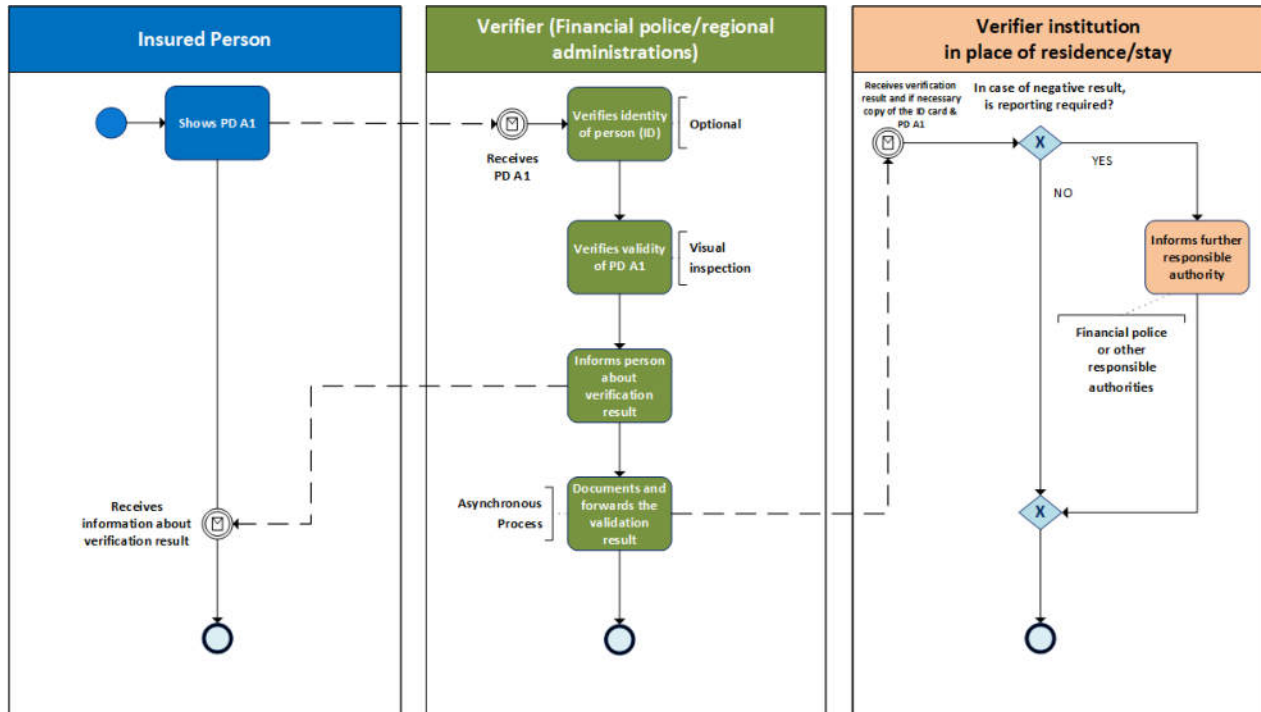 Insured Person
Verifier (Financial police/regional
administrations)
Verifier institution
in place of residence/stay
Shows PD A1
Receives
PD A1
Verifies identity
of person (ID)
Optional
Verifies validity
of PD A1
Visual
inspection
Informs person
about
verification
result
Receives
information about
verification result
Asynchronous
Process
Documents and
forwards the
validation
result
Receives verification
result and if necessary
copy of the ID card &
PD A1
In case of negative result,
is reporting required?
X
YES
NO
Informs further
responsible
authority
Financial police
or other
responsible
authorities
X